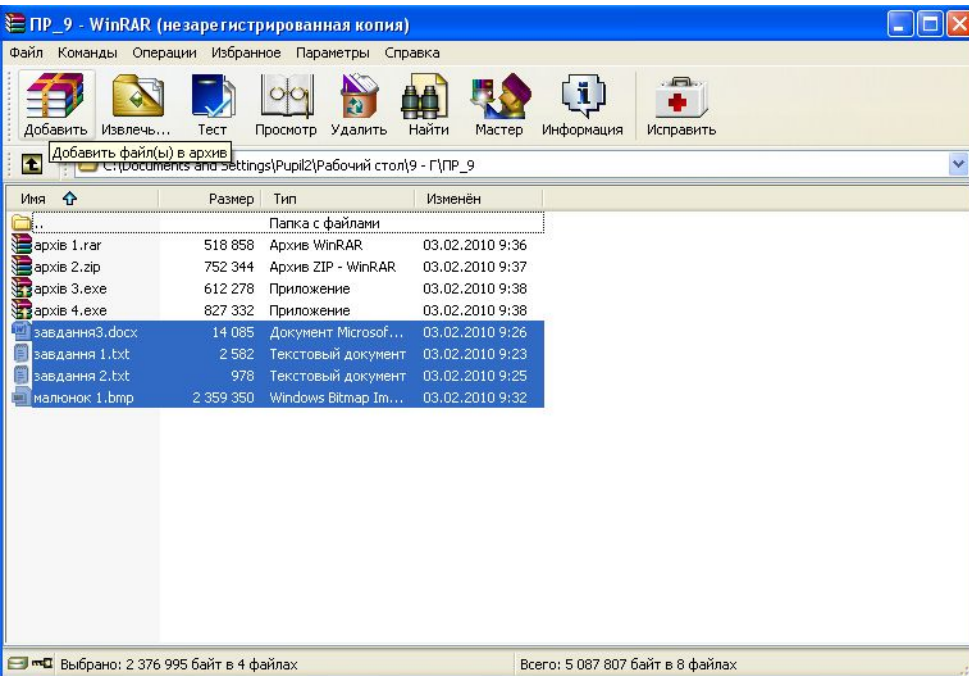 ПР_9 - WinRAR (незарегистрированная копия)
Файл Команды Операции Избранное Параметры Справка
Добавить Извлечь... Тест Просмотр Удалить Найти Мастер Информация Исправить
Добавить файл(ы) в архив
C:\Documents and Settings\Pupil2\Рабочий стол\9 - Г\ПР_9
Имя Размер Тип Изменён
.. Папка с файлами
архів 1.rar 518 858 Архив WinRAR 03.02.2010 9:36
архів 2.zip 752 344 Архив ZIP - WinRAR 03.02.2010 9:37
архів 3.exe 612 278 Приложение 03.02.2010 9:38
архів 4.exe 827 332 Приложение 03.02.2010 9:38
завдання3.docx 14 085 Документ Microsof... 03.02.2010 9:26
завдання 1.txt 2 582 Текстовый документ 03.02.2010 9:23
завдання 2.txt 978 Текстовый документ 03.02.2010 9:25
малюнок 1.bmp 2 359 350 Windows Bitmap Im... 03.02.2010 9:32
Выбрано: 2 376 995 байт в 4 файлах Всего: 5 087 807 байт в 8 файлах